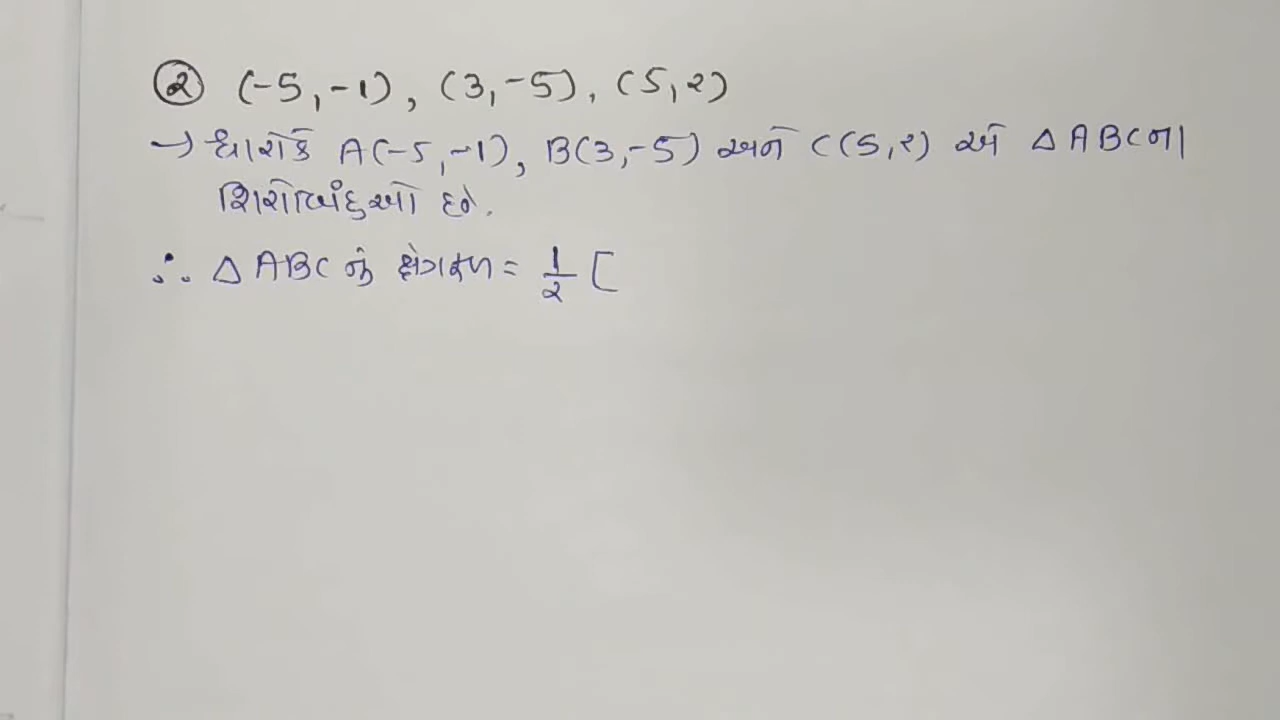 ② (-5,-1), (3,-5), (5,2)
→ ધારોકે A(-5,-1), B(3,-5) અને C(5,2) એ △ABCના
શિરોબિંદુઓ છે.
∴ △ABC નું ક્ષેત્રફળ = 1/2 [